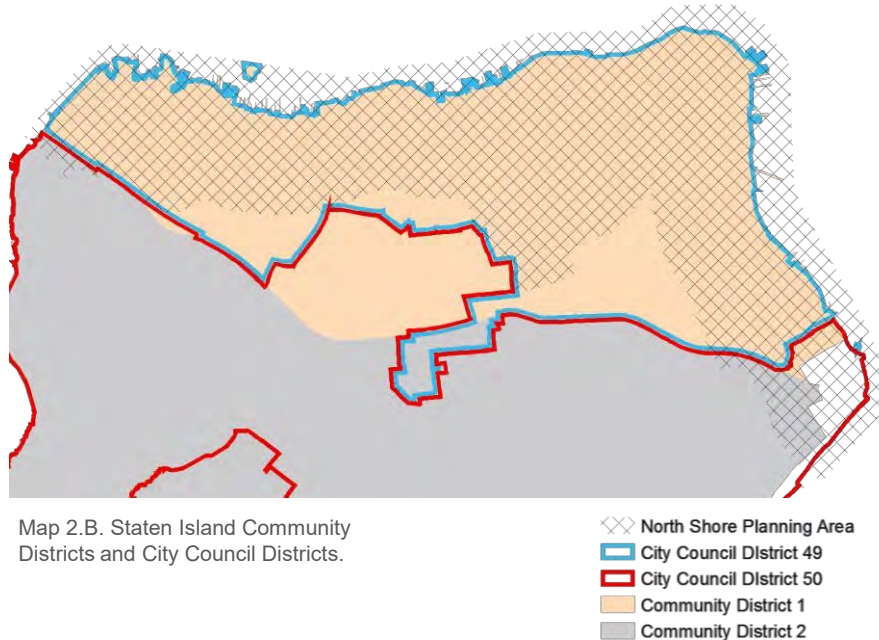 Map 2.B. Staten Island Community
Districts and City Council Districts.
North Shore Planning Area
City Council DIstrict 49
City Council DIstrict 50
Community District 1
Community District 2